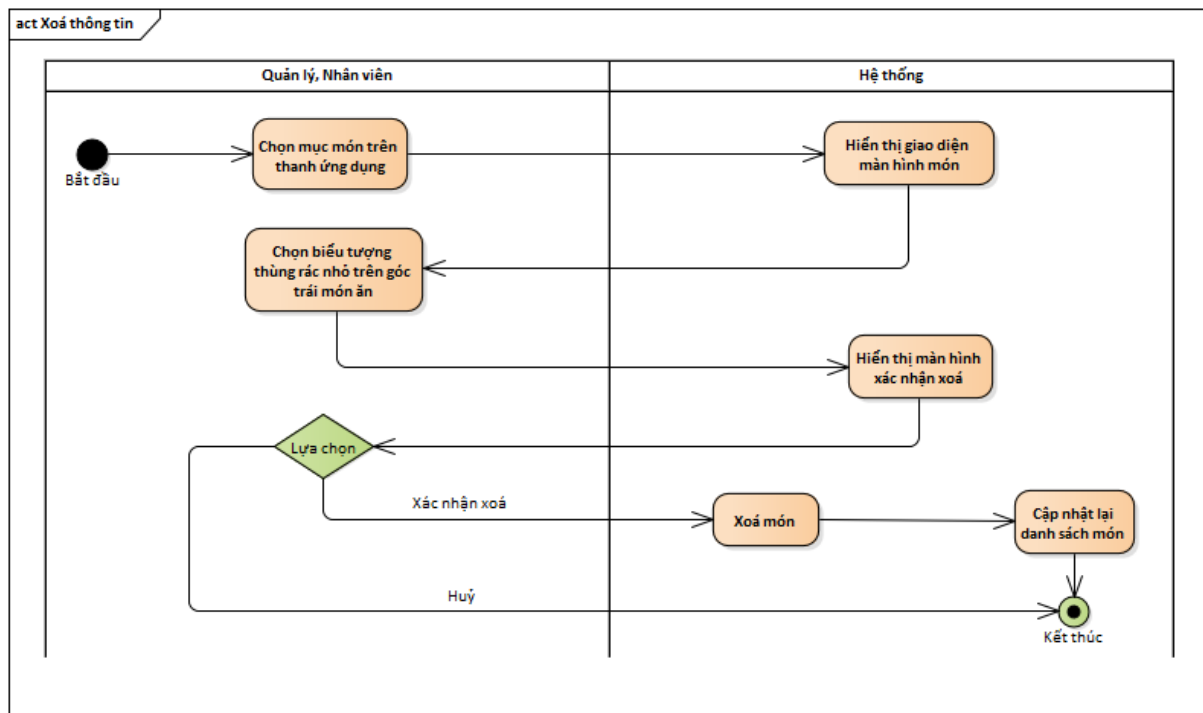 act Xoá thông tin
Quản lý, Nhân viên
Hệ thống
Bắt đầu
Chọn mục món trên
thanh ứng dụng
Hiển thị giao diện
màn hình món
Chọn biểu tượng
thùng rác nhỏ trên góc
trái món ăn
Hiển thị màn hình
xác nhận xoá
Lựa chọn
Xác nhận xoá
Xoá món
Cập nhật lại
danh sách món
Huỷ
Kết thúc